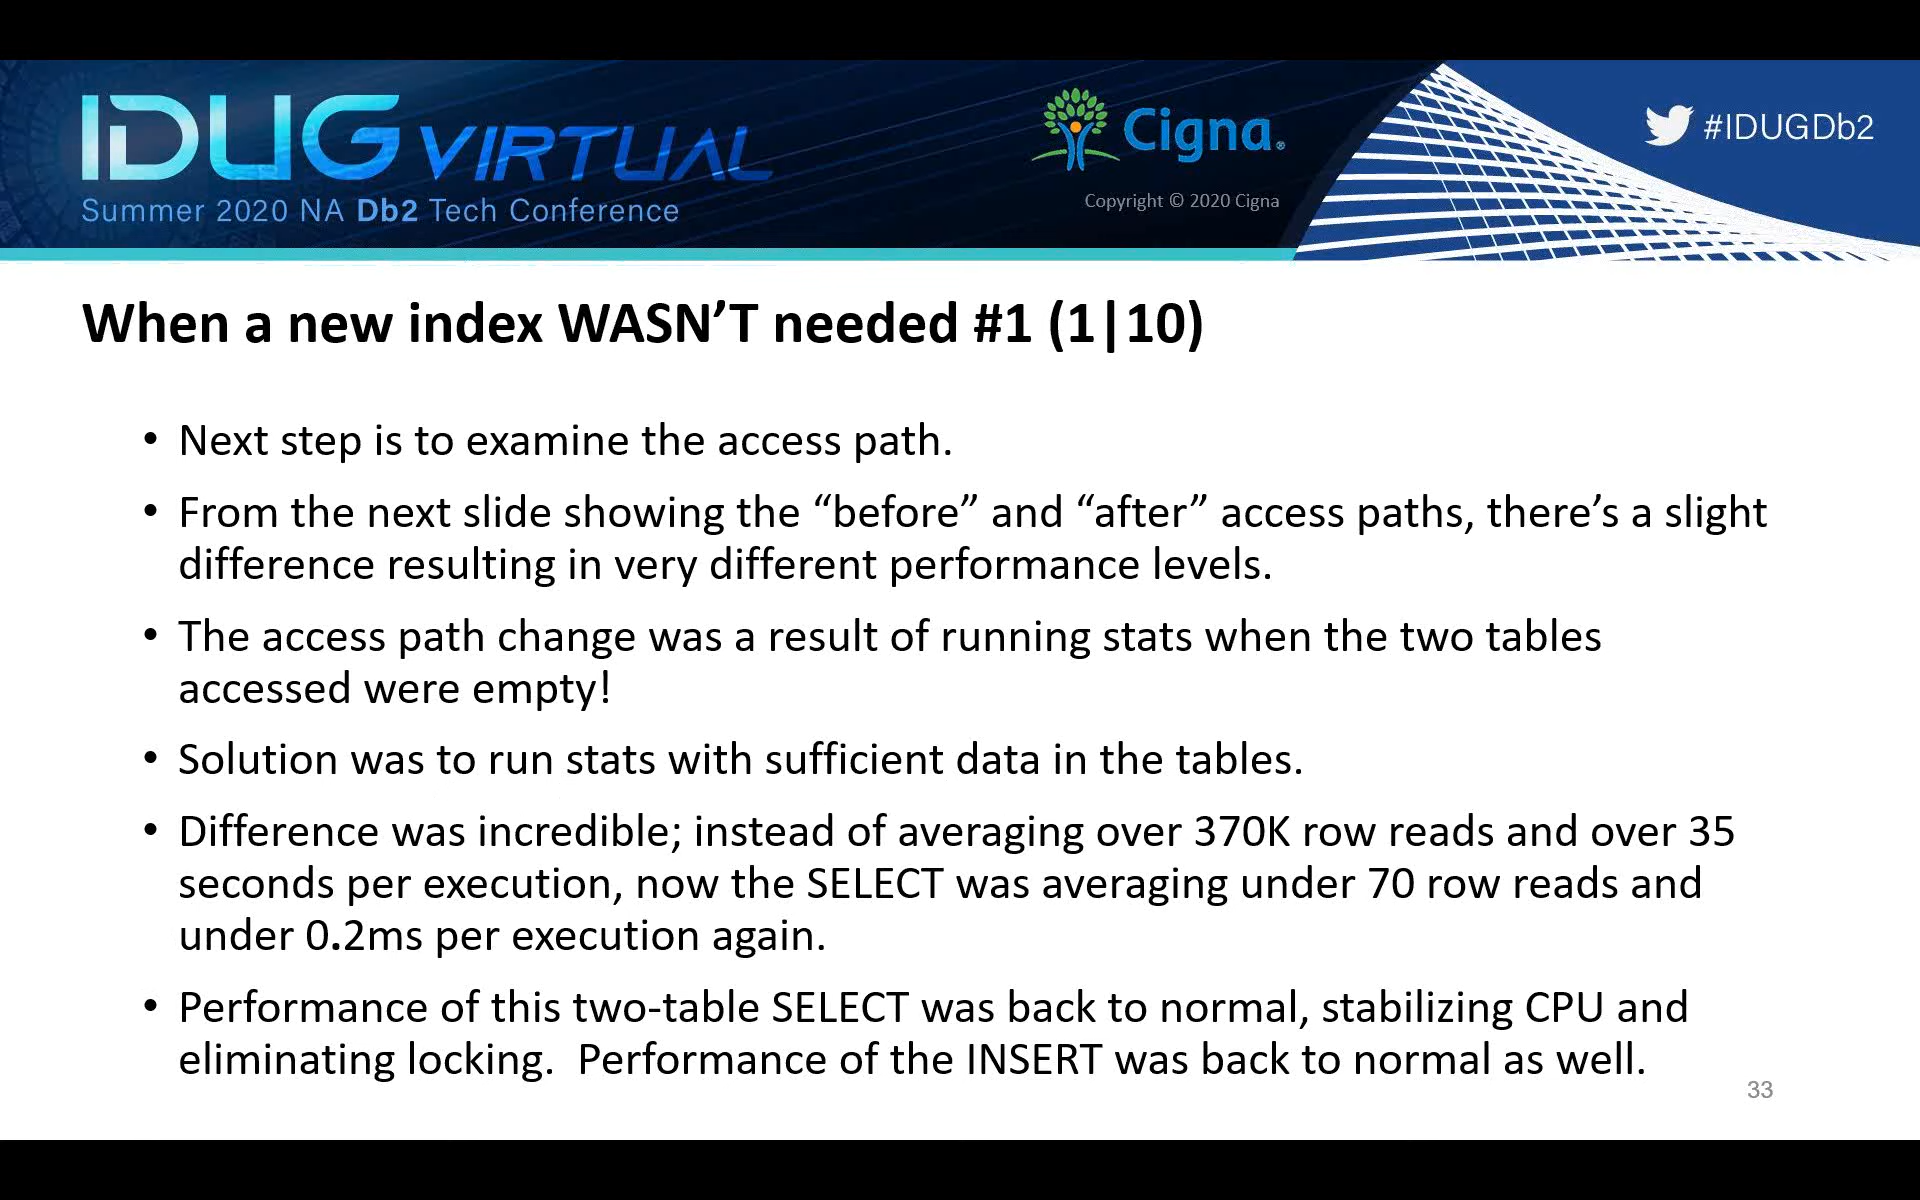 IDUG VIRTUAL
Summer 2020 NA Db2 Tech Conference
Cigna®
Copyright © 2020 Cigna
#IDUGDb2
When a new index WASN’T needed #1 (1|10)
• Next step is to examine the access path.
• From the next slide showing the “before” and “after” access paths, there’s a slight
difference resulting in very different performance levels.
• The access path change was a result of running stats when the two tables
accessed were empty!
• Solution was to run stats with sufficient data in the tables.
• Difference was incredible; instead of averaging over 370K row reads and over 35
seconds per execution, now the SELECT was averaging under 70 row reads and
under 0.2ms per execution again.
• Performance of this two-table SELECT was back to normal, stabilizing CPU and
eliminating locking.  Performance of the INSERT was back to normal as well.
33